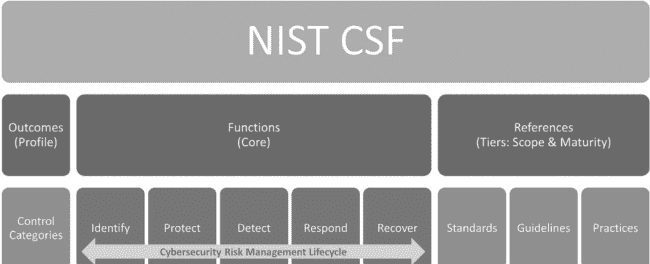 NIST CSF
Outcomes
(Profile)
Functions
(Core)
References
(Tiers: Scope & Maturity)
Control
Categories
Identify
Protect
Detect
Respond
Recover
Standards
Guidelines
Practices
Cybersecurity Risk Management Lifecycle